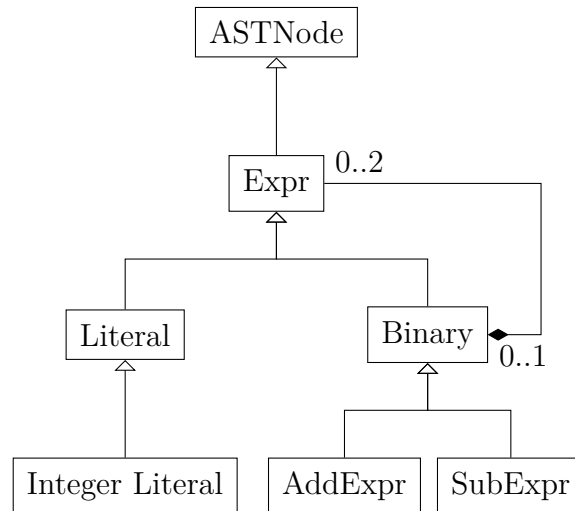 ASTNode
Expr
0..2
Literal
Binary
0..1
Integer Literal
AddExpr
SubExpr